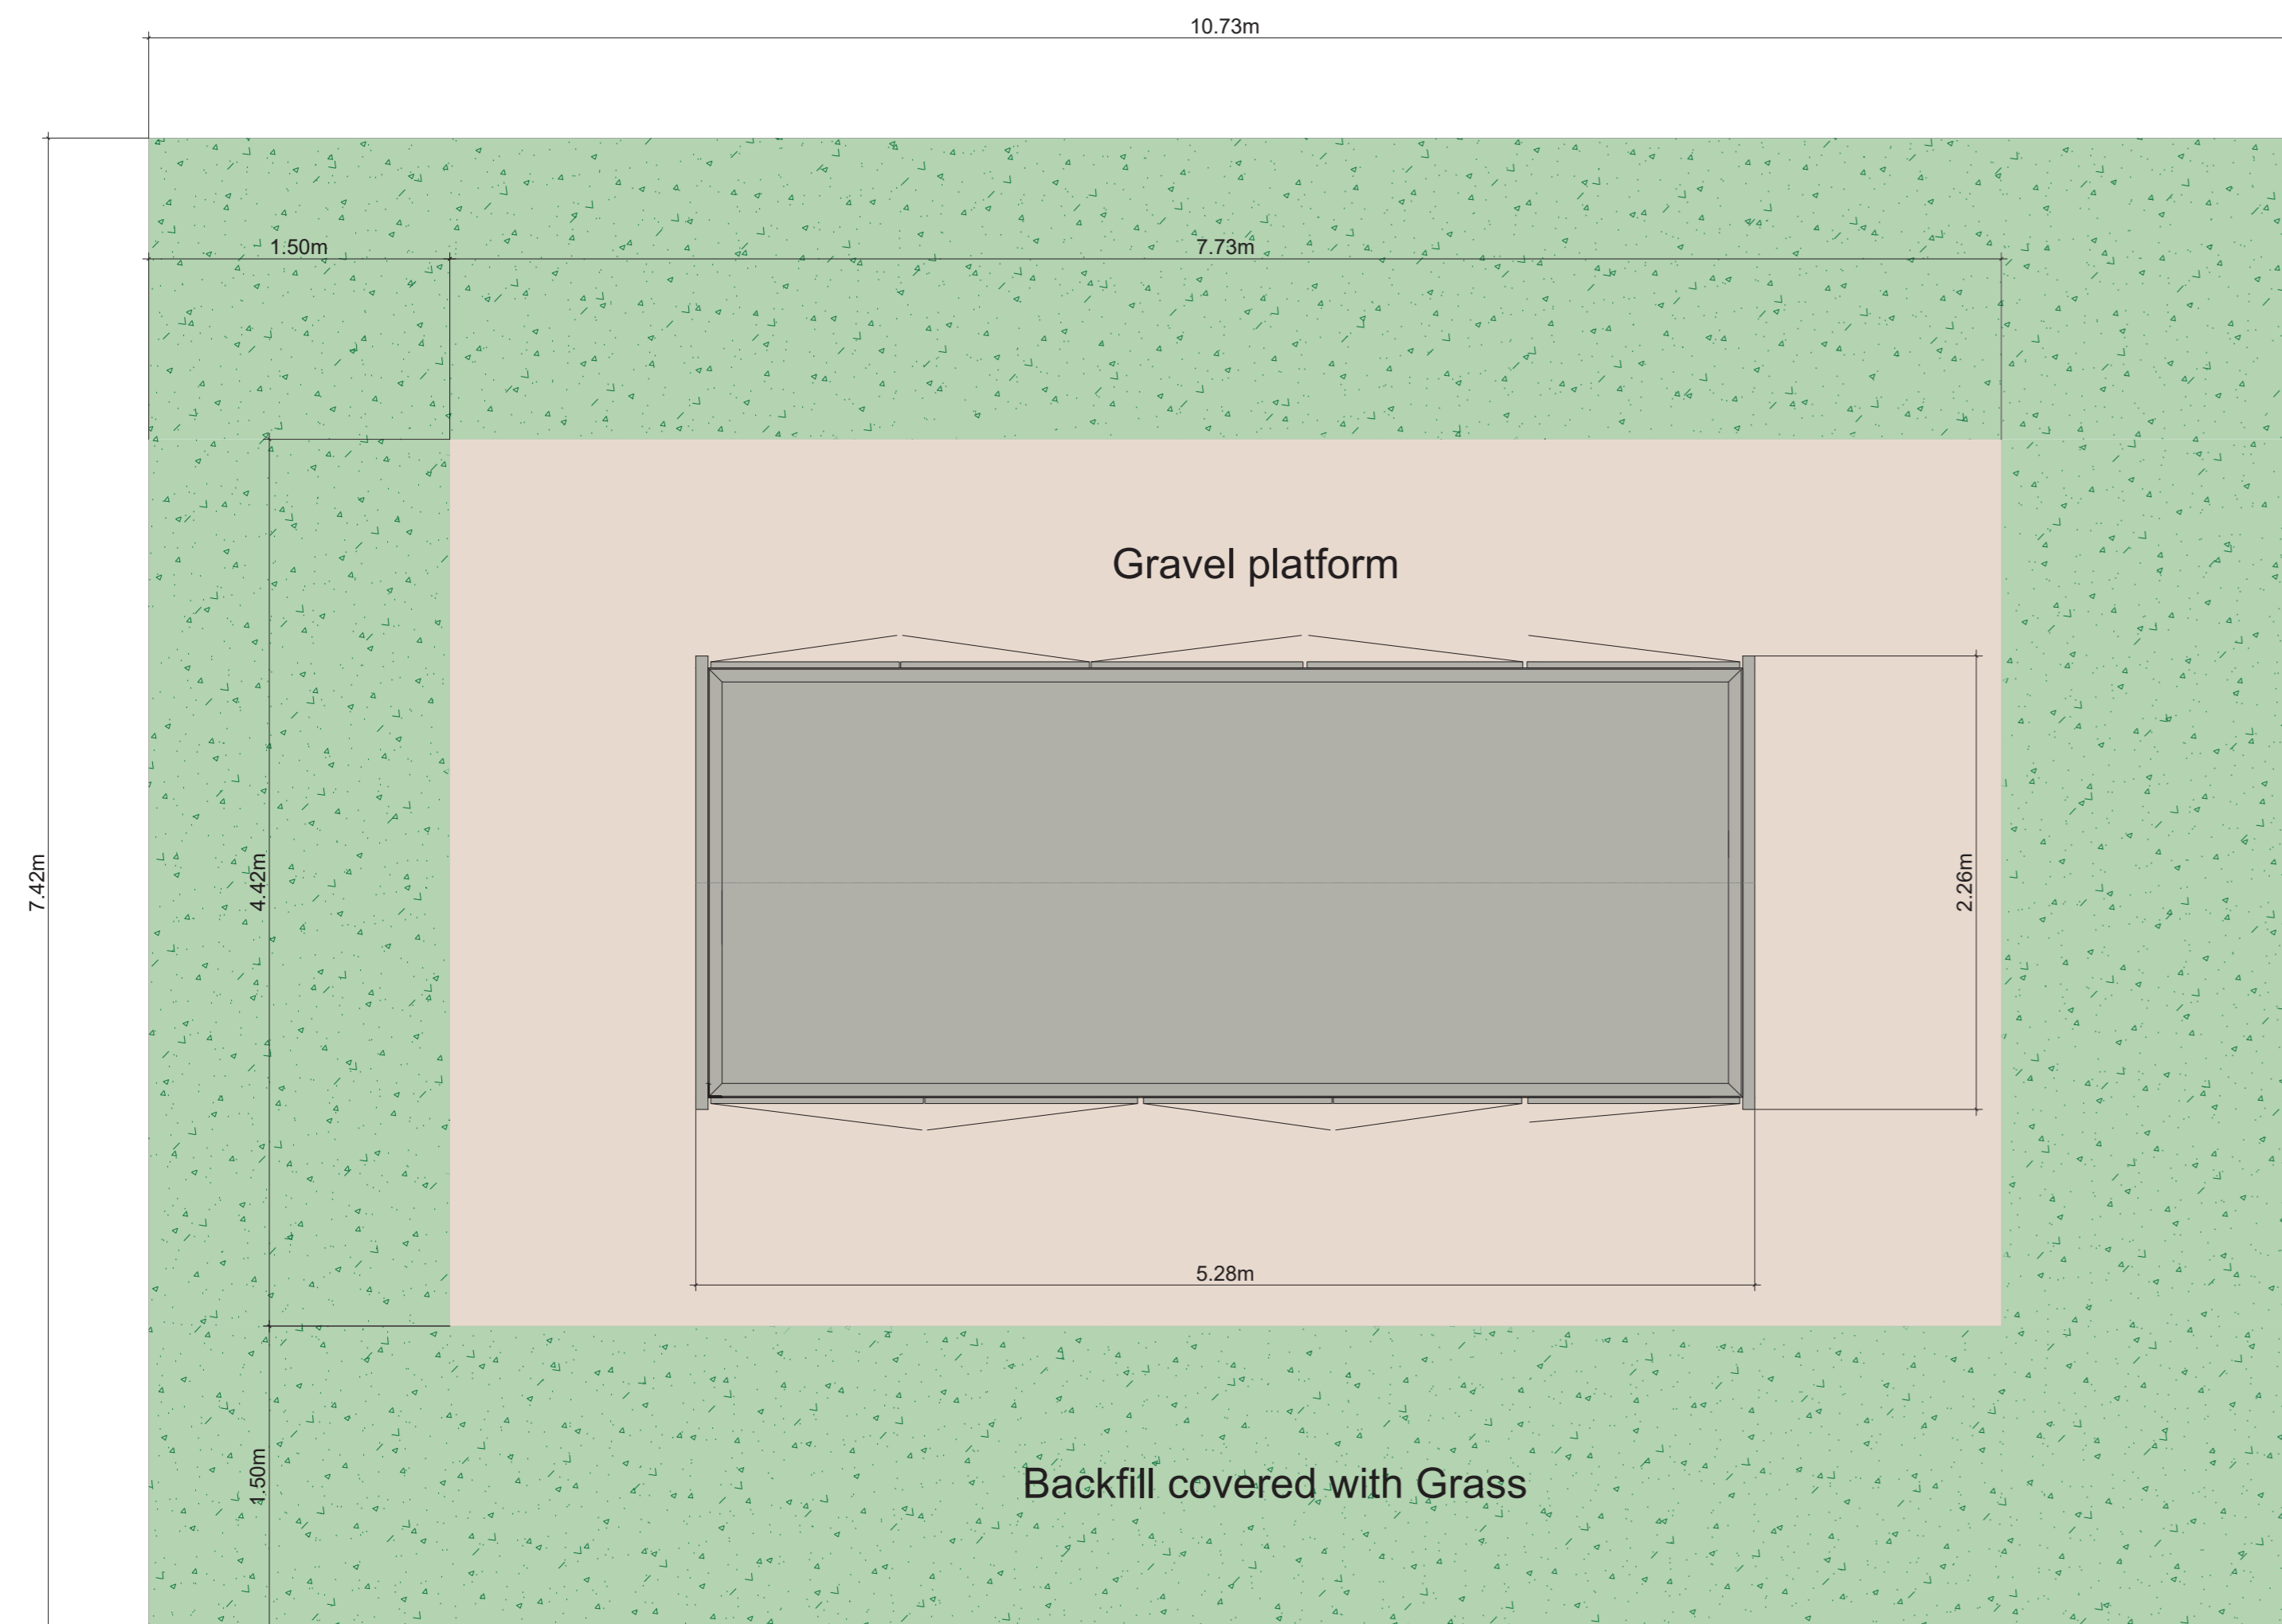 10.73m
1.50m
7.73m
Gravel platform
7.42m
4.42m
2.26m
5.28m
1.50m
Backfill covered with Grass